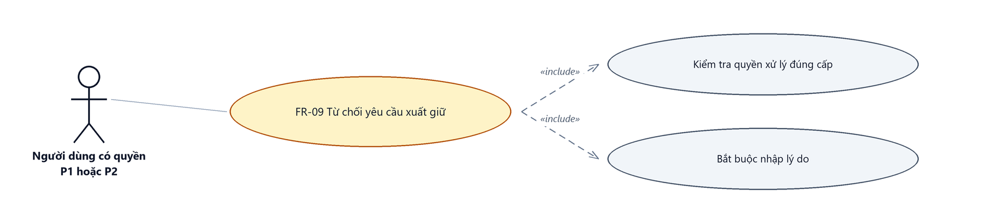 Kiểm tra quyền xử lý đúng cấp
«include»
FR-09 Từ chối yêu cầu xuất giữ
«include»
Bắt buộc nhập lý do
Người dùng có quyền
P1 hoặc P2